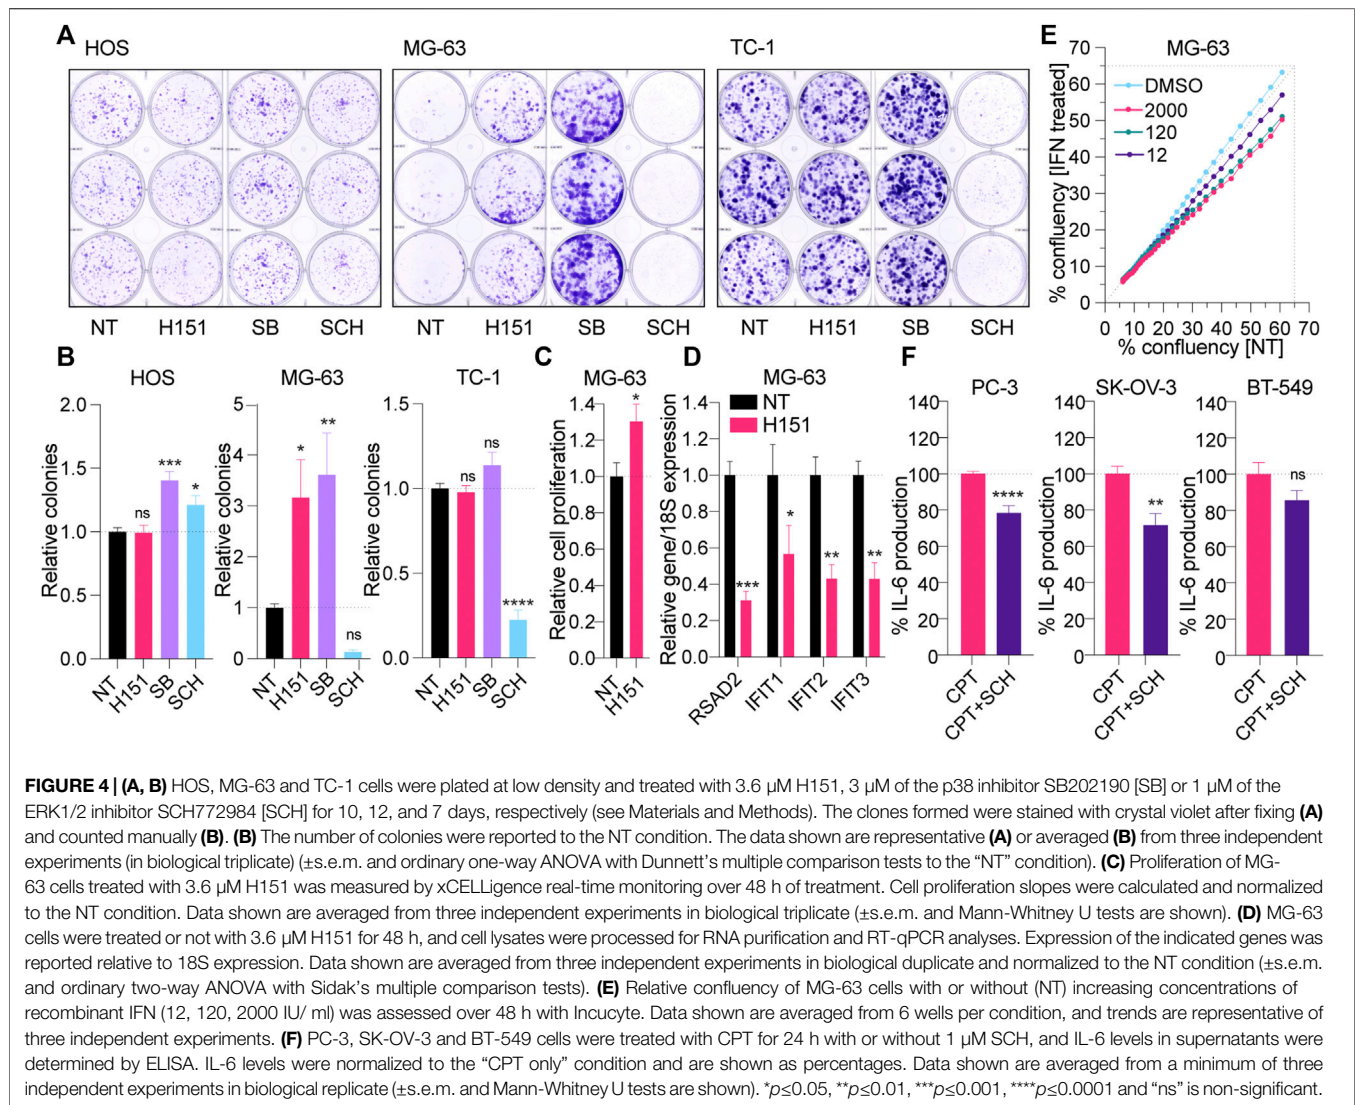 A
HOS
MG-63
TC-1
NT H151 SB SCH
NT H151 SB SCH
NT H151 SB SCH
E
MG-63
% confluency [IFN treated]
70
60
50
40
30
20
10
0
DMSO
2000
120
12
0 10 20 30 40 50 60 70
% confluency [NT]
B
HOS
Relative colonies
2.0
1.5
1.0
0.5
0.0
ns
***
*
NT H151 SB SCH
MG-63
Relative colonies
5
4
3
2
1
0
*
**
ns
NT H151 SB SCH
TC-1
Relative colonies
1.5
1.0
0.5
0.0
ns
ns
****
NT H151 SB SCH
C
MG-63
Relative cell proliferation
1.4
1.2
1.0
0.8
0.6
0.4
0.2
0.0
*
NT H151
D
MG-63
NT
H151
Relative gene/18S expression
1.4
1.2
1.0
0.8
0.6
0.4
0.2
0.0
***
*
**
**
RSAD2 IFIT1 IFIT2 IFIT3
F
PC-3
% IL-6 production
140
120
100
80
60
40
20
0
****
CPT CPT+SCH
SK-OV-3
% IL-6 production
140
120
100
80
60
40
20
0
**
CPT CPT+SCH
BT-549
% IL-6 production
140
120
100
80
60
40
20
0
ns
CPT CPT+SCH
FIGURE 4 | (A, B) HOS, MG-63 and TC-1 cells were plated at low density and treated with 3.6 µM H151, 3 µM of the p38 inhibitor SB202190 [SB] or 1 µM of the
ERK1/2 inhibitor SCH772984 [SCH] for 10, 12, and 7 days, respectively (see Materials and Methods). The clones formed were stained with crystal violet after fixing (A)
and counted manually (B). (B) The number of colonies were reported to the NT condition. The data shown are representative (A) or averaged (B) from three independent
experiments (in biological triplicate) (±s.e.m. and ordinary one-way ANOVA with Dunnett's multiple comparison tests to the "NT" condition). (C) Proliferation of MG-
63 cells treated with 3.6 µM H151 was measured by xCELLigence real-time monitoring over 48 h of treatment. Cell proliferation slopes were calculated and normalized
to the NT condition. Data shown are averaged from three independent experiments in biological triplicate (±s.e.m. and Mann-Whitney U tests are shown). (D) MG-63
cells were treated or not with 3.6 µM H151 for 48 h, and cell lysates were processed for RNA purification and RT-qPCR analyses. Expression of the indicated genes was
reported relative to 18S expression. Data shown are averaged from three independent experiments in biological duplicate and normalized to the NT condition (±s.e.m.
and ordinary two-way ANOVA with Sidak's multiple comparison tests). (E) Relative confluency of MG-63 cells with or without (NT) increasing concentrations of
recombinant IFN (12, 120, 2000 IU/ ml) was assessed over 48 h with Incucyte. Data shown are averaged from 6 wells per condition, and trends are representative of
three independent experiments. (F) PC-3, SK-OV-3 and BT-549 cells were treated with CPT for 24 h with or without 1 µM SCH, and IL-6 levels in supernatants were
determined by ELISA. IL-6 levels were normalized to the "CPT only" condition and are shown as percentages. Data shown are averaged from a minimum of three
independent experiments in biological replicate (±s.e.m. and Mann-Whitney U tests are shown). *p≤0.05, **p≤0.01, ***p≤0.001, ****p≤0.0001 and "ns" is non-significant.